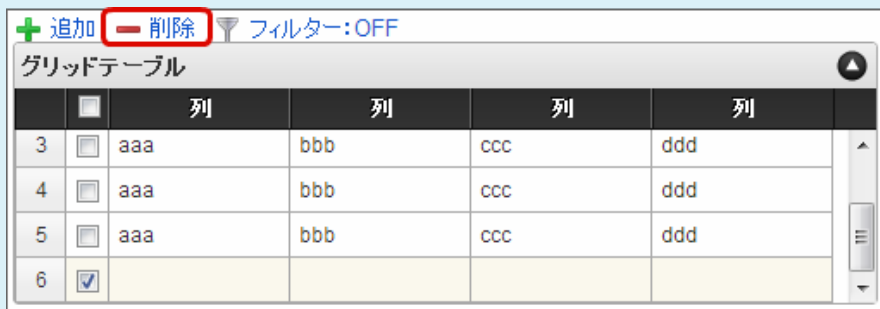 追加 削除 フィルター:OFF
グリッドテーブル
列 列 列 列
3 aaa bbb ccc ddd
4 aaa bbb ccc ddd
5 aaa bbb ccc ddd
6